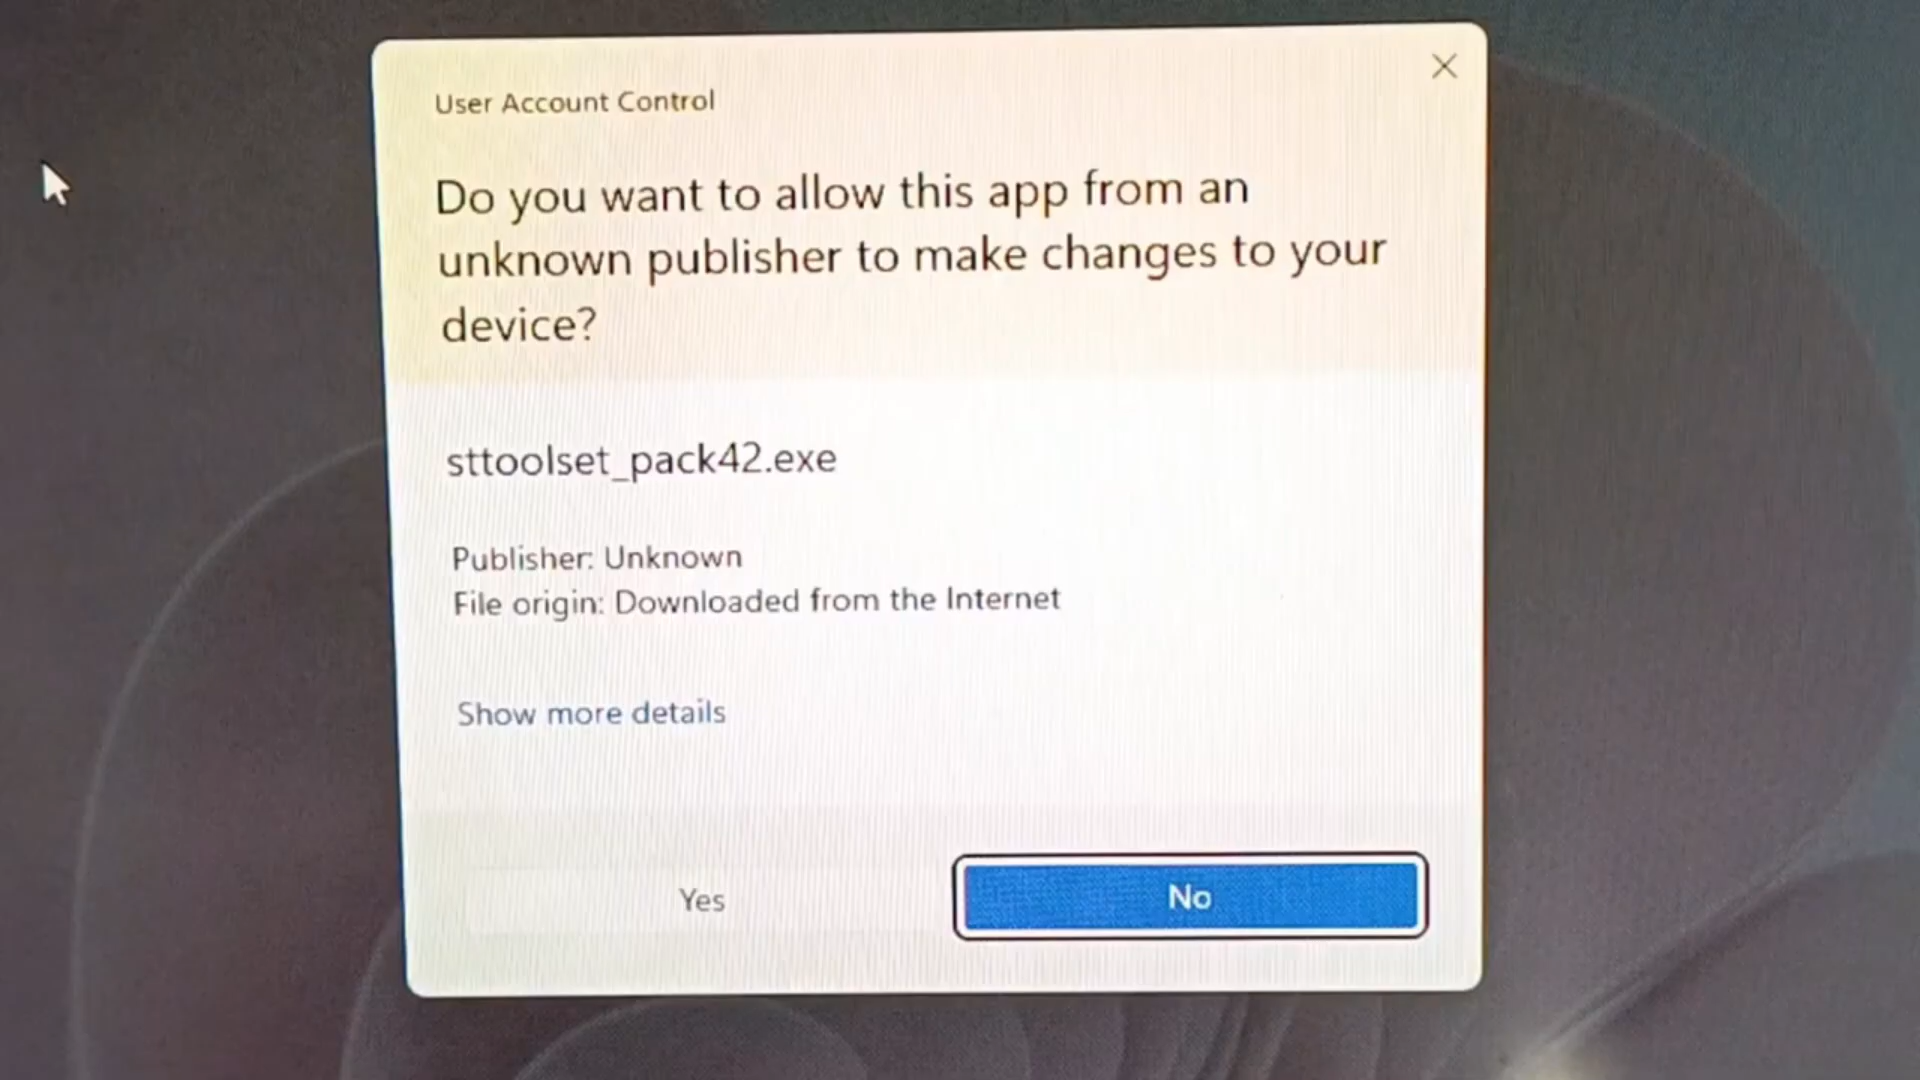 User Account Control
Do you want to allow this app from an
unknown publisher to make changes to your
device?
sttoolset_pack42.exe
Publisher: Unknown
File origin: Downloaded from the Internet
Show more details
Yes
No